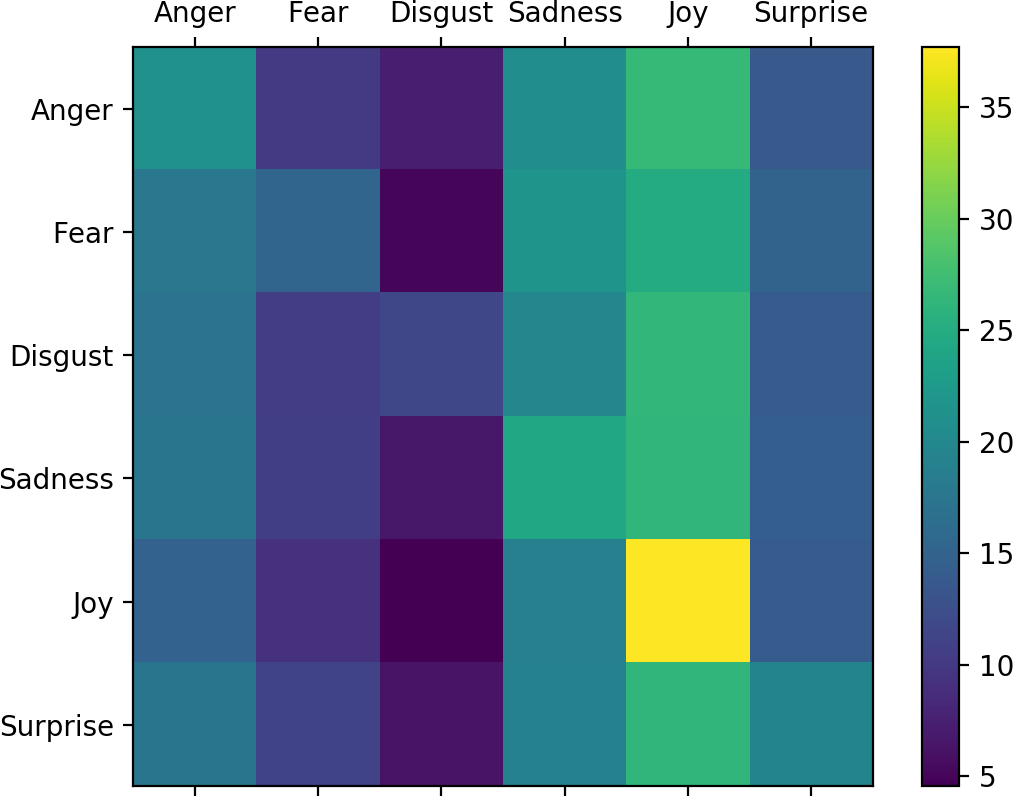 Anger Fear Disgust Sadness Joy Surprise
Anger
Fear
Disgust
Sadness
Joy
Surprise
35
30
25
20
15
10
5